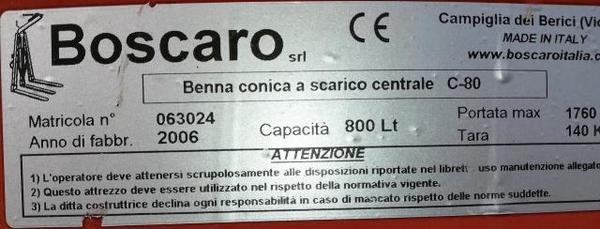 Boscaro srl
CE
Campiglia dei Berici (Vic
MADE IN ITALY
www.boscaroitalia.c
Benna conica a scarico centrale C-80
Matricola n° 063024
Anno di fabbr. 2006
Capacità 800 Lt
Portata max 1760
Tara 140 K
ATTENZIONE
1) L'operatore deve attenersi scrupolosamente alle disposizioni riportate nel librett uso manutenzione allegato
2) Questo attrezzo deve essere utilizzato nel rispetto della normativa vigente.
3) La ditta costruttrice declina ogni responsabilità in caso di mancato rispetto delle norme suddette.